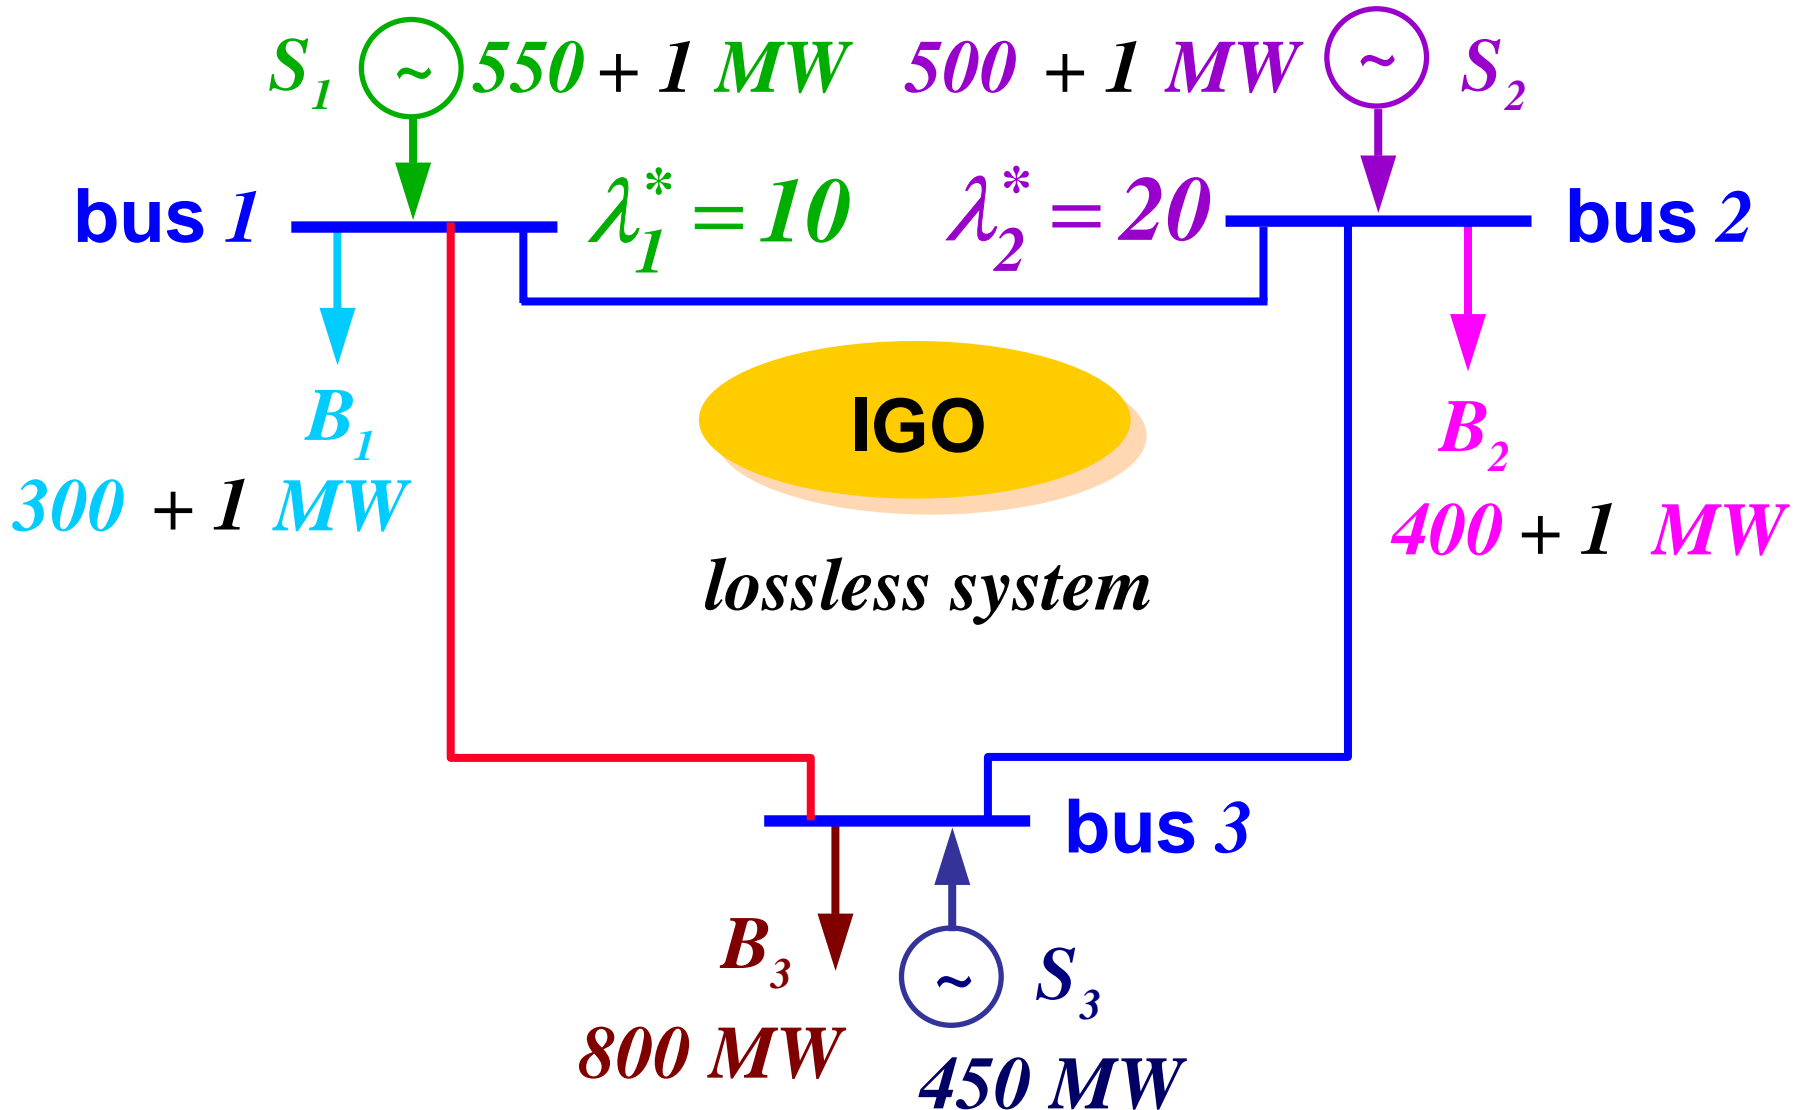 S₁ ~ 550 + 1 MW 500 + 1 MW ~ S₂
bus 1 λ₁* = 10 λ₂* = 20 bus 2
IGO
B₁ B₂
300 + 1 MW 400 + 1 MW
lossless system
bus 3
B₃ ~ S₃
800 MW 450 MW